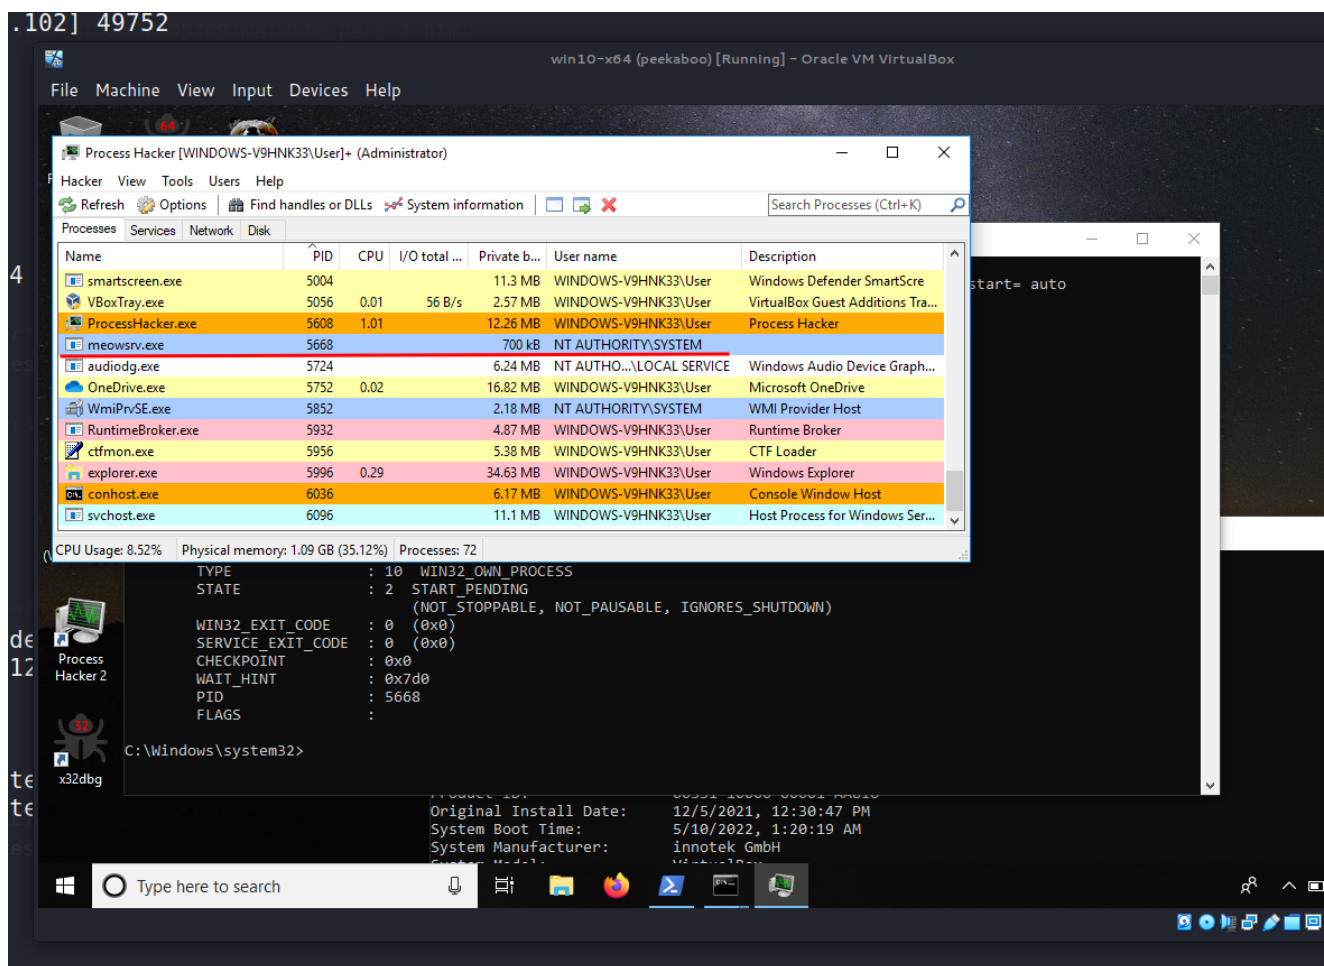 .102] 49752
win10-x64 (peekaboo) [Running] - Oracle VM VirtualBox
File Machine View Input Devices Help
64
Process Hacker [WINDOWS-V9HNK33\User]+ (Administrator)
Hacker View Tools Users Help
Refresh Options Find handles or DLLs System information Search Processes (Ctrl+K)
Processes Services Network Disk
Name PID CPU I/O total ... Private b... User name Description
smartscreen.exe 5004 11.3 MB WINDOWS-V9HNK33\User Windows Defender SmartScre
VBoxTray.exe 5056 0.01 56 B/s 2.57 MB WINDOWS-V9HNK33\User VirtualBox Guest Additions Tra...
ProcessHacker.exe 5608 1.01 12.26 MB WINDOWS-V9HNK33\User Process Hacker
meowsrv.exe 5668 700 kB NT AUTHORITY\SYSTEM
audiodg.exe 5724 6.24 MB NT AUTHO...\LOCAL SERVICE Windows Audio Device Graph...
OneDrive.exe 5752 0.02 16.82 MB WINDOWS-V9HNK33\User Microsoft OneDrive
WmiPrvSE.exe 5852 2.18 MB NT AUTHORITY\SYSTEM WMI Provider Host
RuntimeBroker.exe 5932 4.87 MB WINDOWS-V9HNK33\User Runtime Broker
ctfmon.exe 5956 5.38 MB WINDOWS-V9HNK33\User CTF Loader
explorer.exe 5996 0.29 34.63 MB WINDOWS-V9HNK33\User Windows Explorer
conhost.exe 6036 6.17 MB WINDOWS-V9HNK33\User Console Window Host
svchost.exe 6096 11.1 MB WINDOWS-V9HNK33\User Host Process for Windows Ser...
CPU Usage: 8.52% Physical memory: 1.09 GB (35.12%) Processes: 72
start= auto
4
TYPE : 10 WIN32_OWN_PROCESS
STATE : 2 START_PENDING
(NOT_STOPPABLE, NOT_PAUSABLE, IGNORES_SHUTDOWN)
WIN32_EXIT_CODE : 0 (0x0)
SERVICE_EXIT_CODE : 0 (0x0)
CHECKPOINT : 0x0
WAIT_HINT : 0x7d0
PID : 5668
FLAGS :
C:\Windows\system32>
de
12
te
te
Process
Hacker 2
32
x32dbg
Original Install Date: 12/5/2021, 12:30:47 PM
System Boot Time: 5/10/2022, 1:20:19 AM
System Manufacturer: innotek GmbH
Type here to search